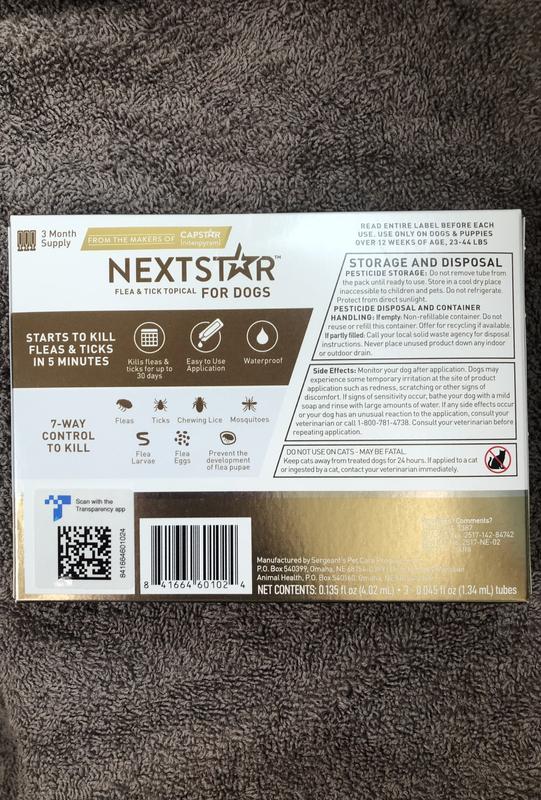 3 Month
Supply
FROM THE MAKERS OF CAPSTAR
(nitenpyram)
NEXTSTAR™
FLEA & TICK TOPICAL FOR DOGS
READ ENTIRE LABEL BEFORE EACH
USE. USE ONLY ON DOGS & PUPPIES
OVER 12 WEEKS OF AGE, 23-44 LBS
STARTS TO KILL
FLEAS & TICKS
IN 5 MINUTES
Kills fleas &
ticks for up to
30 days
Easy to Use
Application
Waterproof
7-WAY
CONTROL
TO KILL
Fleas
Ticks
Chewing Lice
Mosquitoes
Flea
Larvae
Flea
Eggs
Prevent the
development
of flea pupae
STORAGE AND DISPOSAL
PESTICIDE STORAGE: Do not remove tube from
the pack until ready to use. Store in a cool dry place
inaccessible to children and pets. Do not refrigerate.
Protect from direct sunlight.
PESTICIDE DISPOSAL AND CONTAINER
HANDLING: If empty: Non-refillable container. Do not
reuse or refill this container. Offer for recycling if available.
If partly filled: Call your local solid waste agency for disposal
instructions. Never place unused product down any indoor
or outdoor drain.
Side Effects: Monitor your dog after application. Dogs may
experience some temporary irritation at the site of product
application such as redness, scratching or other signs of
discomfort. If signs of sensitivity occur, bathe your dog with a mild
soap and rinse with large amounts of water. If any side effects occur
or your dog has an unusual reaction to the application, consult your
veterinarian or call 1-800-781-4738. Consult your veterinarian before
repeating application.
DO NOT USE ON CATS - MAY BE FATAL.
Keep cats away from treated dogs for 24 hours. If applied to a cat
or ingested by a cat, contact your veterinarian immediately.
Scan with the
Transparency app
841664601024
8 41664 60102 4
Comments?
2517-142-84742
2517-NE-02
Manufactured by Sergeant's Pet Care
P.O. Box 540399, Omaha, NE
Animal Health, P.O. Box 540160, Omaha, NE
NET CONTENTS: 0.135 fl oz (4.02 mL) • 3 - 0.045 fl oz (1.34 mL) tubes